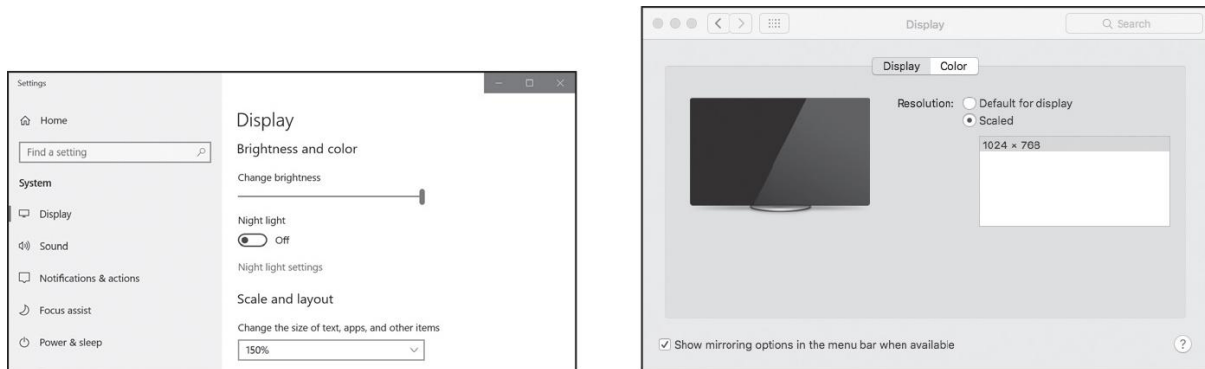 Settings
Home
Find a setting
System
Display
Sound
Notifications & actions
Focus assist
Power & sleep
Display
Brightness and color
Change brightness
Night light
Off
Night light settings
Scale and layout
Change the size of text, apps, and other items
150%
Display
Search
Display Color
Resolution: Default for display
Scaled
1024 × 768
Show mirroring options in the menu bar when available
?